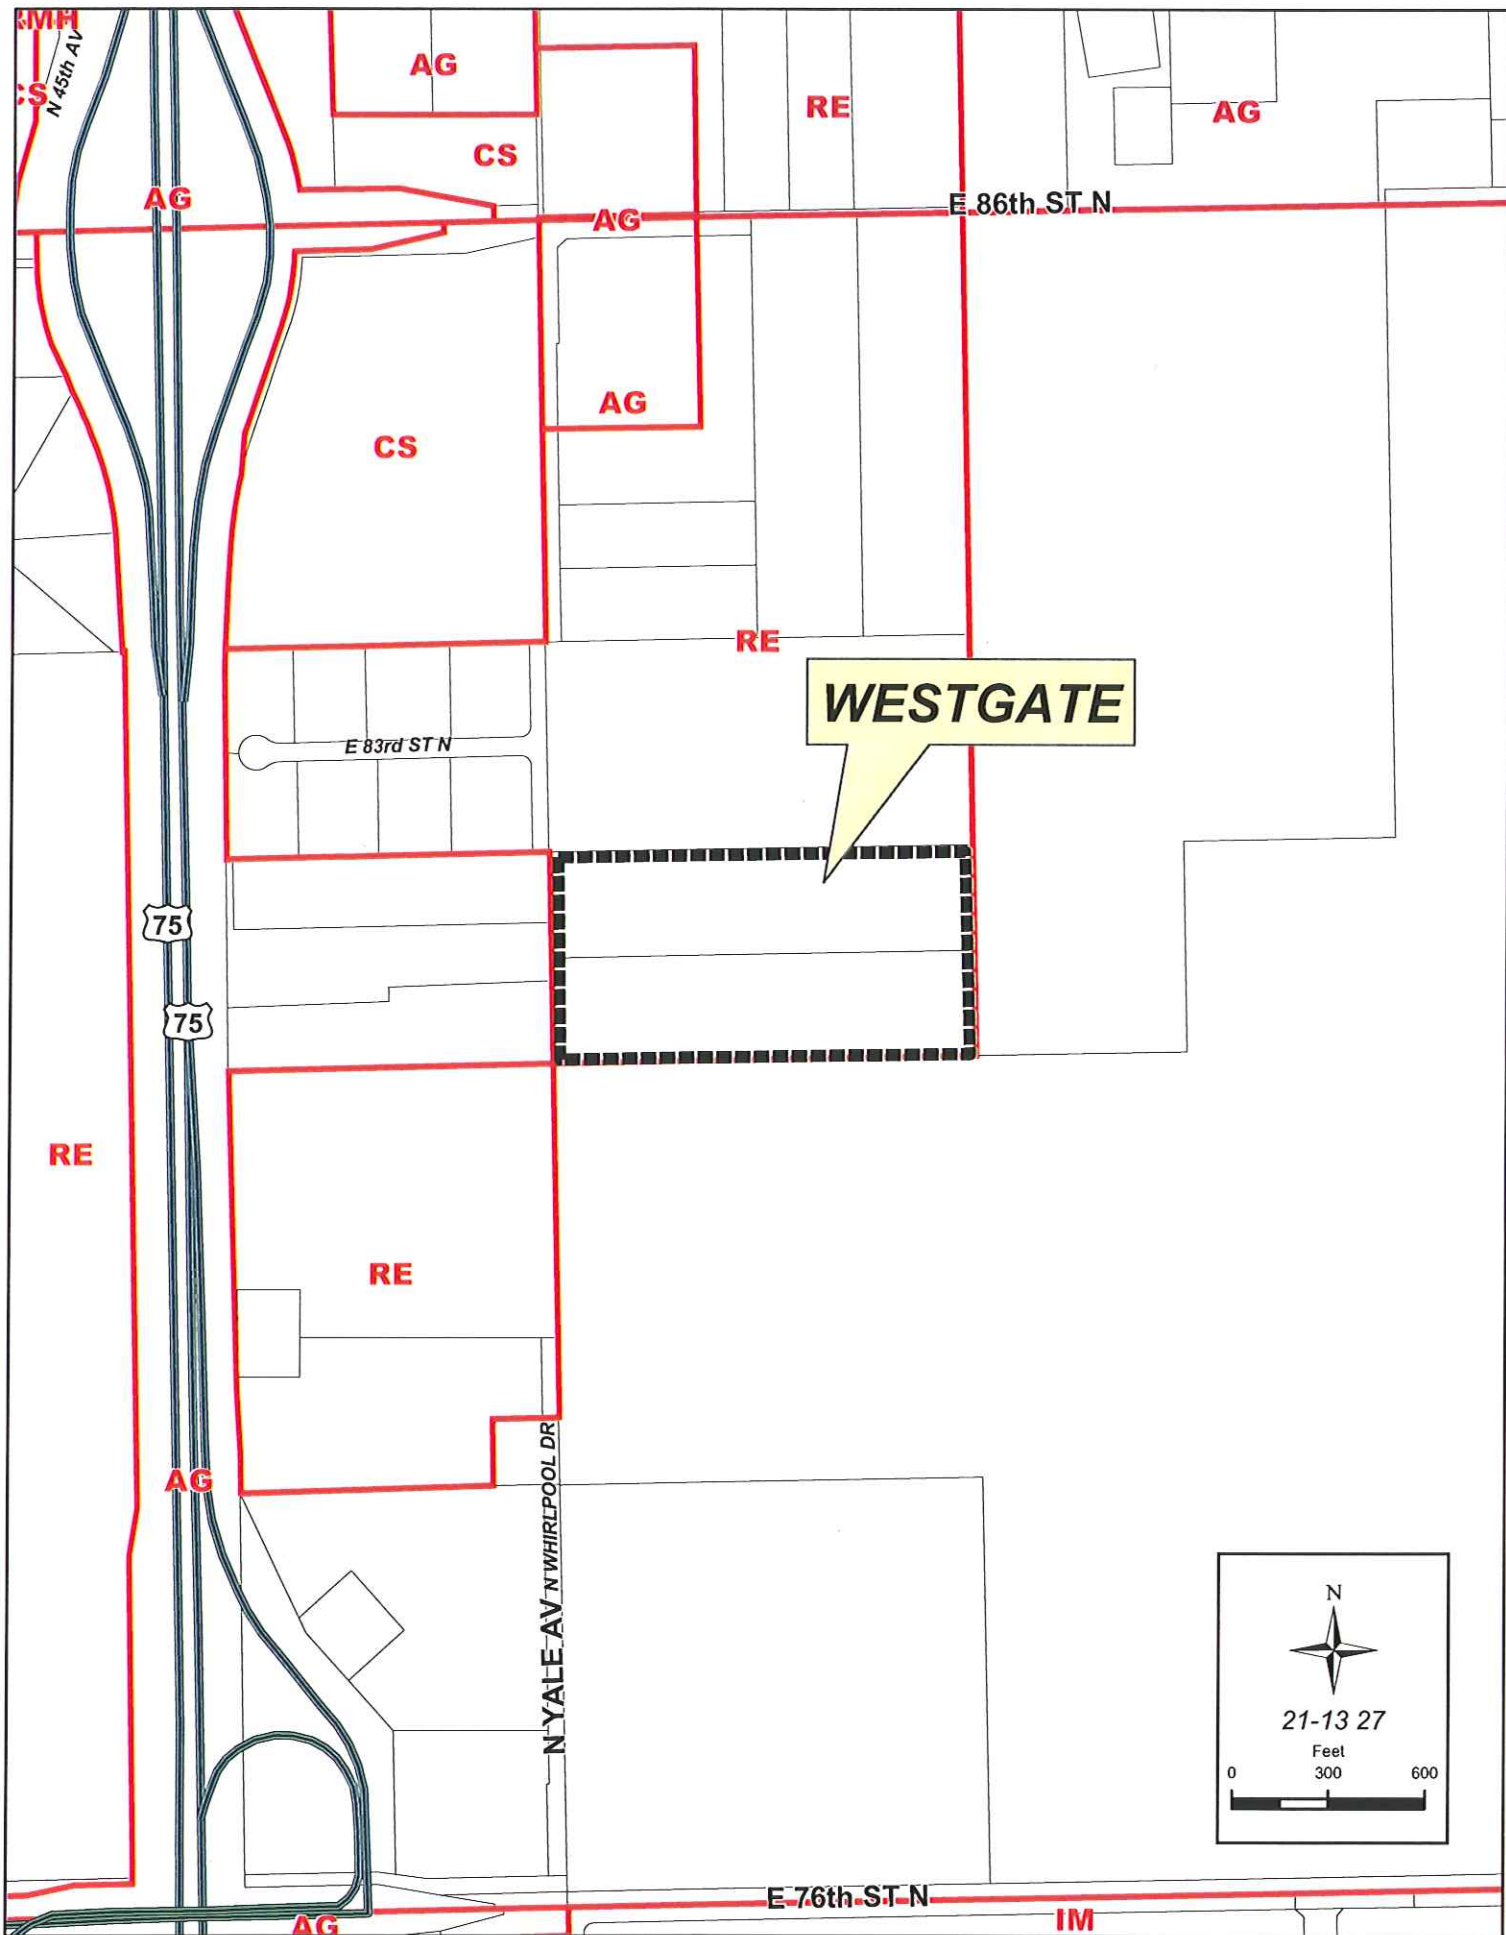 RMH
N 45th AV
CS
AG
CS
RE
AG
AG
E 86th ST N
AG
AG
CS
RE
WESTGATE
E 83rd ST N
75
75
RE
RE
AG
N YALE AV
N WHIRLPOOL DR
N
21-13 27
Feet
0 300 600
E 76th ST N
AG
IM